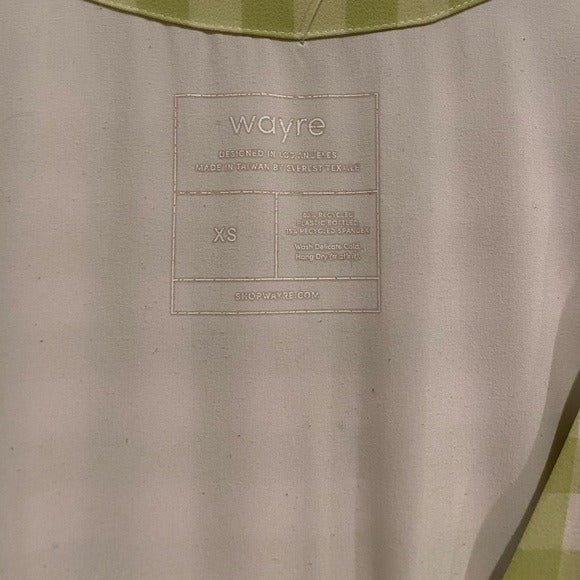 wayre
DESIGNED IN LOS ANGELES
MADE IN TAIWAN BY EVEREST TEXTILE
XS
RECYCLED
PLASTIC BOTTLES
15% RECYCLED SPANDEX
Wash Delicate Cold,
Hang Dry
SHOPWAYRE.COM